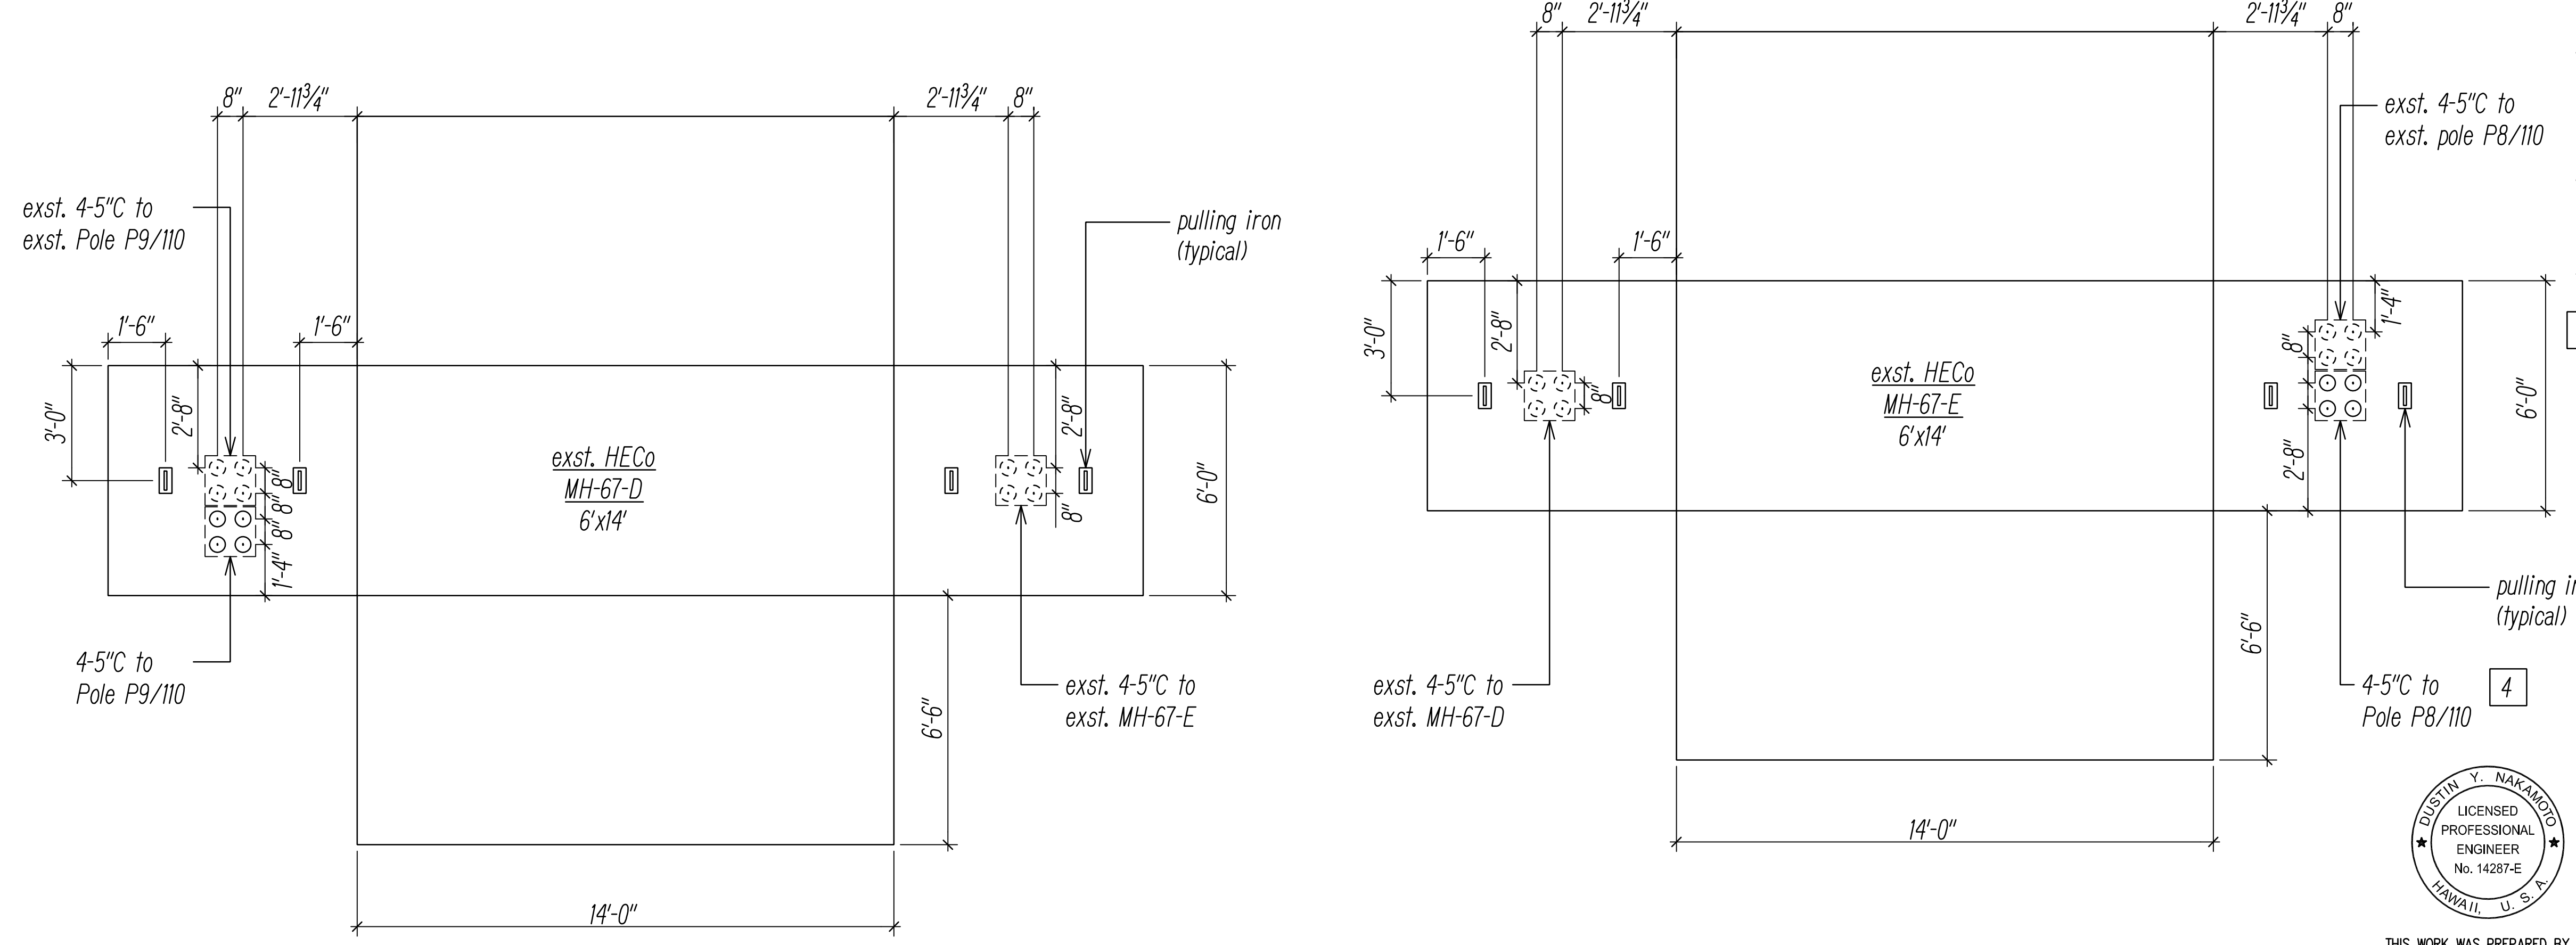 8"
2'-11¾"
2'-11¾"
8"
exst. 4-5"C to
exst. Pole P9/110
pulling iron
(typical)
1'-6"
1'-6"
3'-0"
2'-8"
8"
8"
8"
1'-4"
exst. HECo
MH-67-D
6'x14'
2'-8"
8"
6'-0"
4-5"C to
Pole P9/110
exst. 4-5"C to
exst. MH-67-E
6'-6"
14'-0"
8"
2'-11¾"
2'-11¾"
8"
exst. 4-5"C to
exst. pole P8/110
1'-6"
1'-6"
3'-0"
2'-8"
8"
exst. HECo
MH-67-E
6'x14'
1'-4"
8"
2'-8"
6'-0"
pulling
(typical)
6'-6"
exst. 4-5"C to
exst. MH-67-D
4-5"C to
Pole P8/110
4
14'-0"
DUSTIN Y. NAKAMOTO
LICENSED
PROFESSIONAL
ENGINEER
No. 14287-E
HAWAII, U. S. A.
THIS WORK WAS PREPARED BY